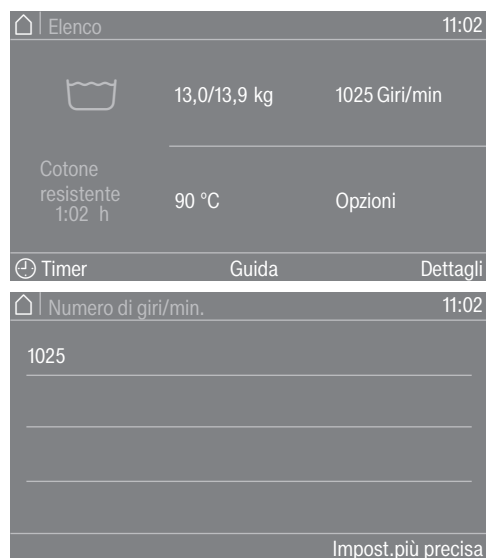 Elenco 11:02
13,0/13,9 kg 1025 Giri/min
Cotone
resistente
1:02 h
90 °C Opzioni
Timer Guida Dettagli
Numero di giri/min. 11:02
1025
Impost.più precisa